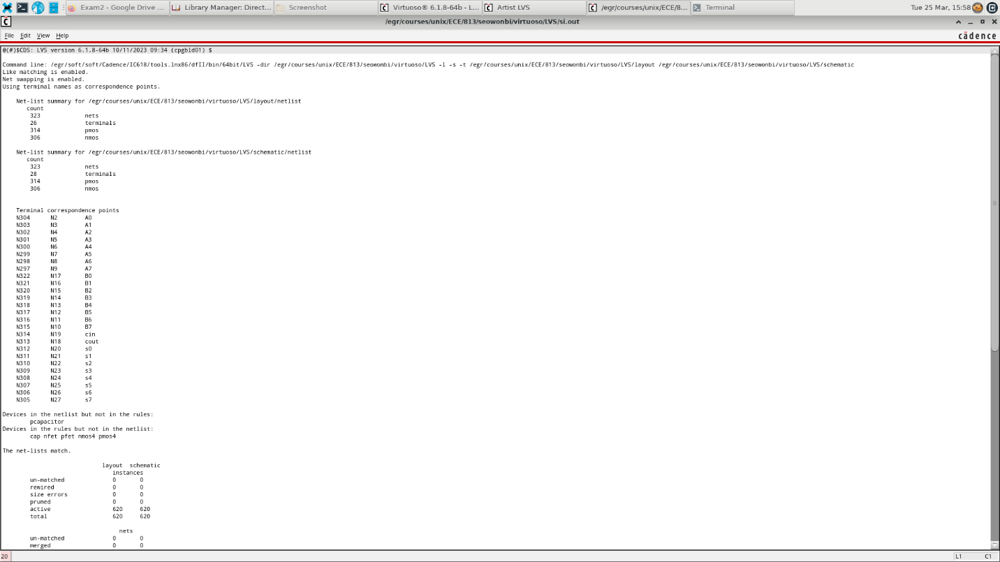 Exam2 - Google Drive ...
Library Manager: Direct...
Screenshot
Virtuoso® 6.1.8-64b - L...
Artist LVS
/egr/courses/unix/ECE/8...
Terminal
Tue 25 Mar, 15:58
/egr/courses/unix/ECE/813/seowonbi/virtuoso/LVS/si.out
File Edit View Help
cādence
@(#)$CDS: LVS version 6.1.8-64b 10/11/2023 09:34 (cpgbld01) $
Command line: /egr/soft/soft/Cadence/IC618/tools.lnx86/dfII/bin/64bit/LVS -dir /egr/courses/unix/ECE/813/seowonbi/virtuoso/LVS -l -s -t /egr/courses/unix/ECE/813/seowonbi/virtuoso/LVS/layout /egr/courses/unix/ECE/813/seowonbi/virtuoso/LVS/schematic
Like matching is enabled.
Net swapping is enabled.
Using terminal names as correspondence points.
Net-list summary for /egr/courses/unix/ECE/813/seowonbi/virtuoso/LVS/layout/netlist
count
323 nets
26 terminals
314 pmos
306 nmos
Net-list summary for /egr/courses/unix/ECE/813/seowonbi/virtuoso/LVS/schematic/netlist
count
323 nets
28 terminals
314 pmos
306 nmos
Terminal correspondence points
N304 N2 A0
N303 N3 A1
N302 N4 A2
N301 N5 A3
N300 N6 A4
N299 N7 A5
N298 N8 A6
N297 N9 A7
N322 N17 B0
N321 N16 B1
N320 N15 B2
N319 N14 B3
N318 N13 B4
N317 N12 B5
N316 N11 B6
N315 N10 B7
N314 N19 cin
N313 N18 cout
N312 N20 s0
N311 N21 s1
N310 N22 s2
N309 N23 s3
N308 N24 s4
N307 N25 s5
N306 N26 s6
N305 N27 s7
Devices in the netlist but not in the rules:
pcapacitor
Devices in the rules but not in the netlist:
cap nfet pfet nmos4 pmos4
The net-lists match.
layout schematic
instances
un-matched 0 0
rewired 0 0
size errors 0 0
pruned 0 0
active 620 620
total 620 620
nets
un-matched 0 0
merged 0 0
20
L1 C1